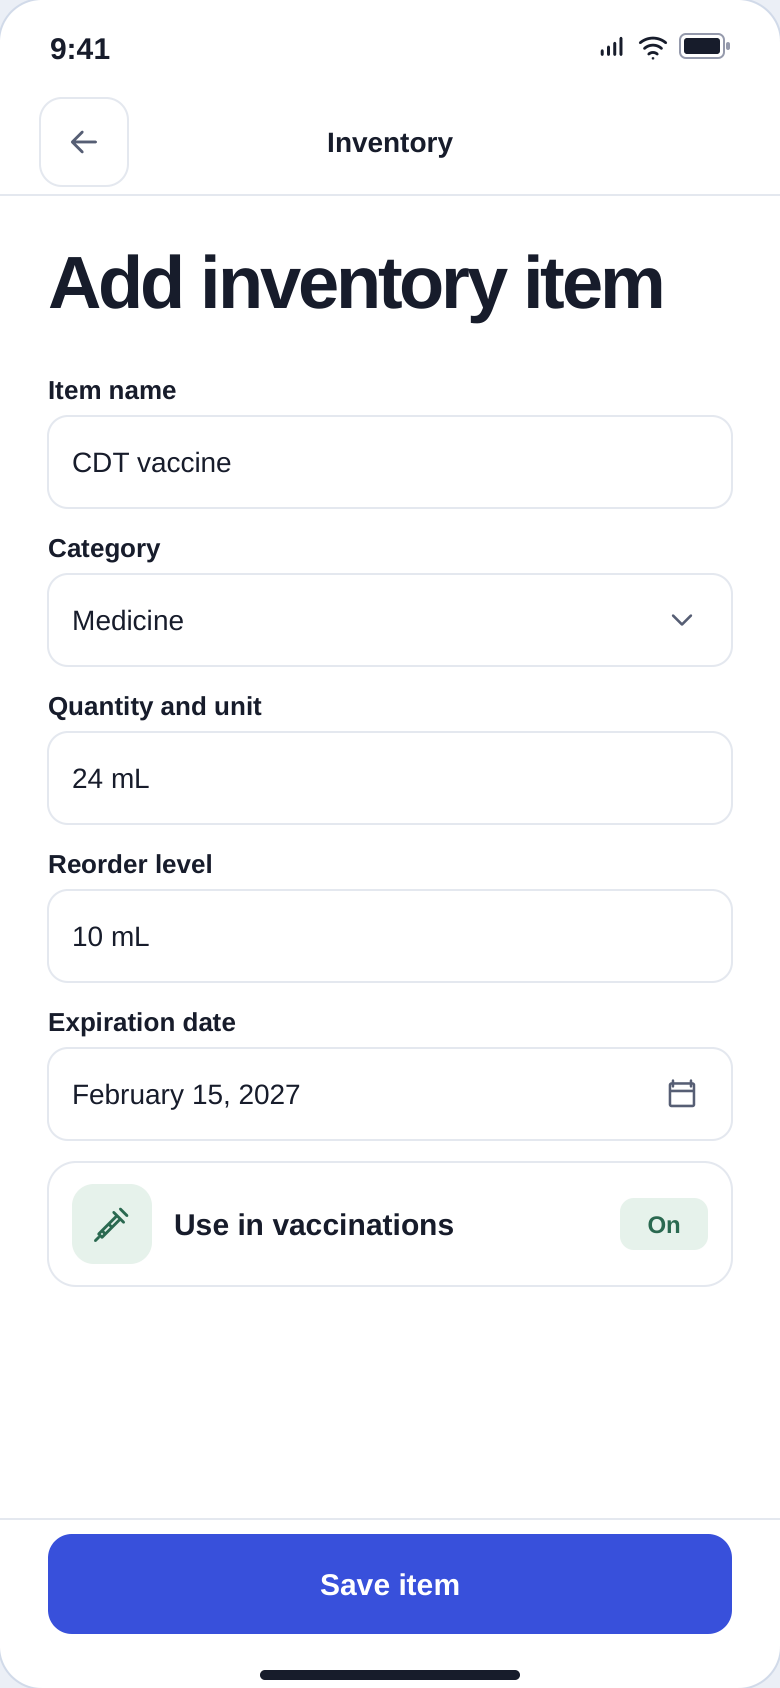 9:41
Inventory
Add inventory item
Item name
CDT vaccine
Category
Medicine
Quantity and unit
24 mL
Reorder level
10 mL
Expiration date
February 15, 2027
Use in vaccinations
On
Save item